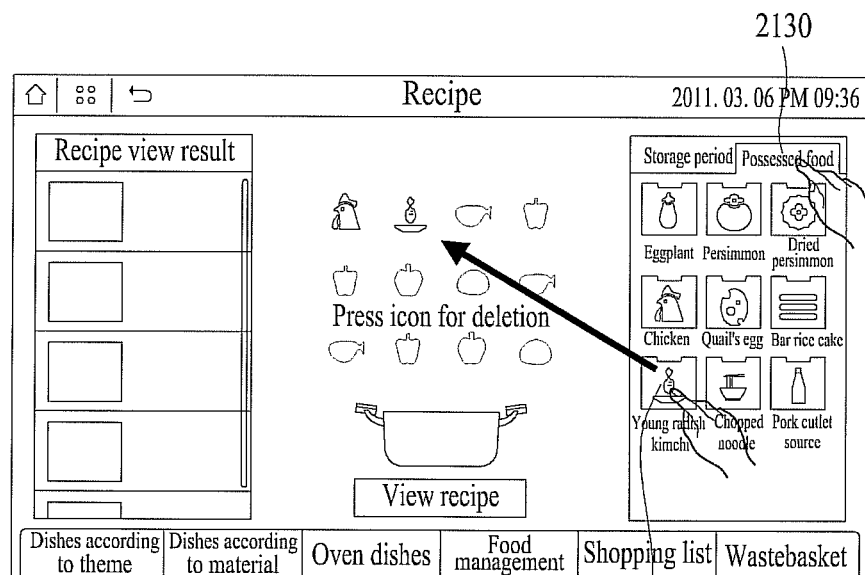 2130
Recipe
2011. 03. 06 PM 09:36
Recipe view result
Storage period
Possessed food
Eggplant
Persimmon
Dried
persimmon
Chicken
Quail's egg
Bar rice cake
Press icon for deletion
Young radish
kimchi
Chopped
noodle
Pork cutlet
source
View recipe
Dishes according
to theme
Dishes according
to material
Oven dishes
Food
management
Shopping list
Wastebasket